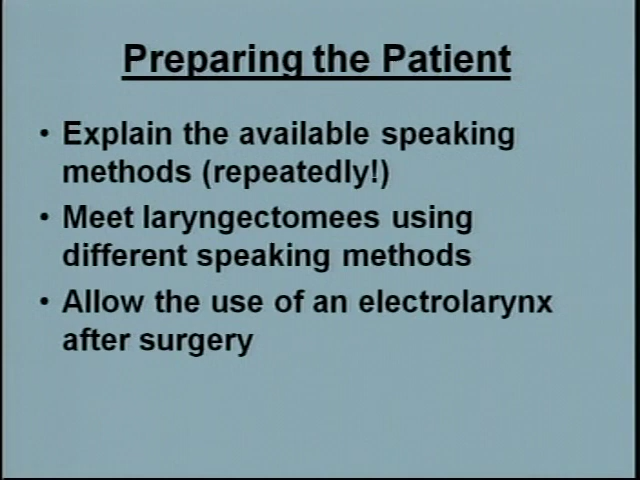 Preparing the Patient
• Explain the available speaking
methods (repeatedly!)
• Meet laryngectomees using
different speaking methods
• Allow the use of an electrolarynx
after surgery